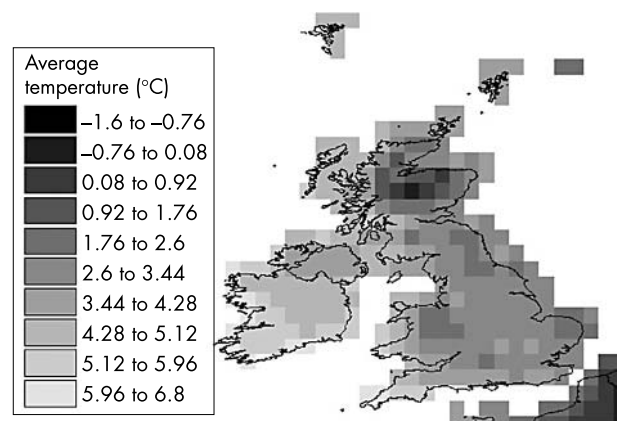 Average
temperature (°C)
–1.6 to –0.76
–0.76 to 0.08
0.08 to 0.92
0.92 to 1.76
1.76 to 2.6
2.6 to 3.44
3.44 to 4.28
4.28 to 5.12
5.12 to 5.96
5.96 to 6.8